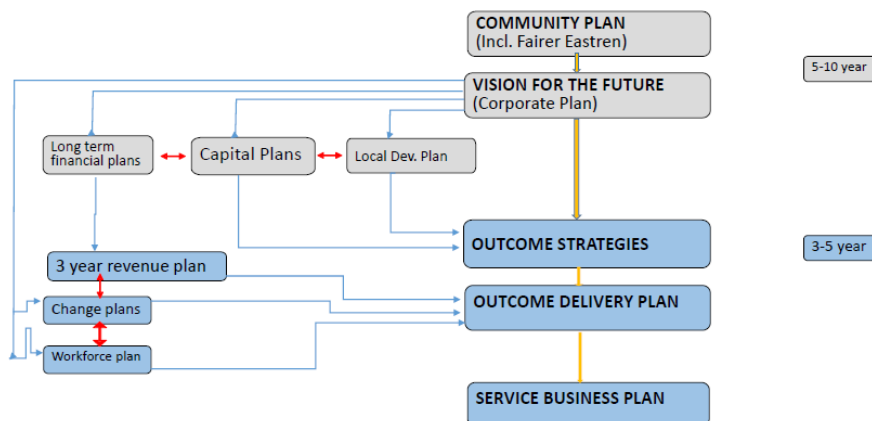 COMMUNITY PLAN
(Incl. Fairer Eastren)
5-10 year
VISION FOR THE FUTURE
(Corporate Plan)
Long term
financial plans
Capital Plans
Local Dev. Plan
OUTCOME STRATEGIES
3-5 year
3 year revenue plan
OUTCOME DELIVERY PLAN
Change plans
Workforce plan
SERVICE BUSINESS PLAN